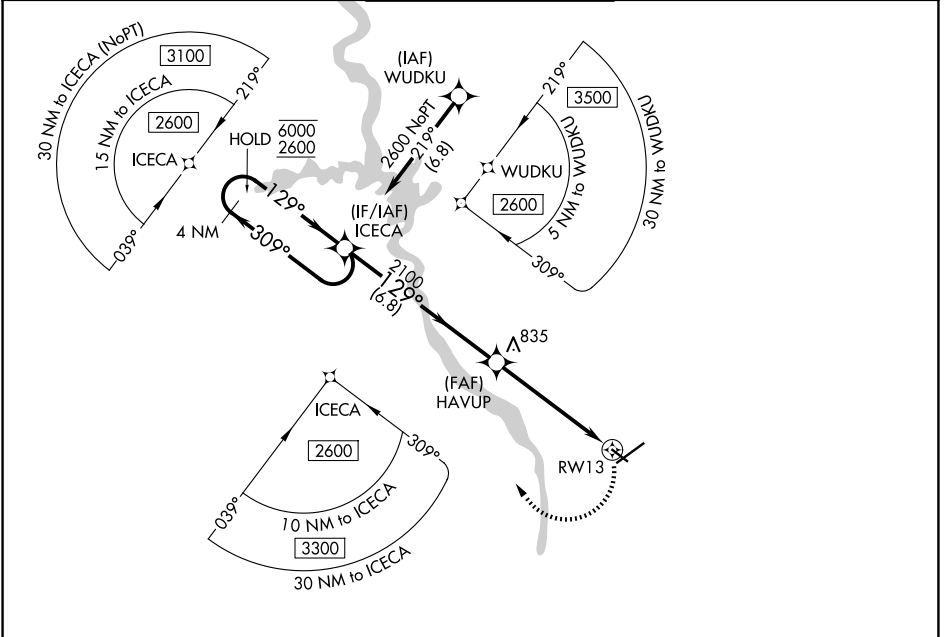 30 NM to ICECA (NoPT)
3100
15 NM to ICECA
2600
ICECA
219°
039°
HOLD
6000
2600
4 NM
129°
309°
(IAF)
WUDKU
2600 NoPT
219°
(6.8)
(IF/IAF)
ICECA
2100
129°
(6.8)
219°
3500
WUDKU
2600
5 NM to WUDKU
30 NM to WUDKU
309°
835
(FAF)
HAVUP
RW13
ICECA
2600
309°
039°
10 NM to ICECA
3300
30 NM to ICECA